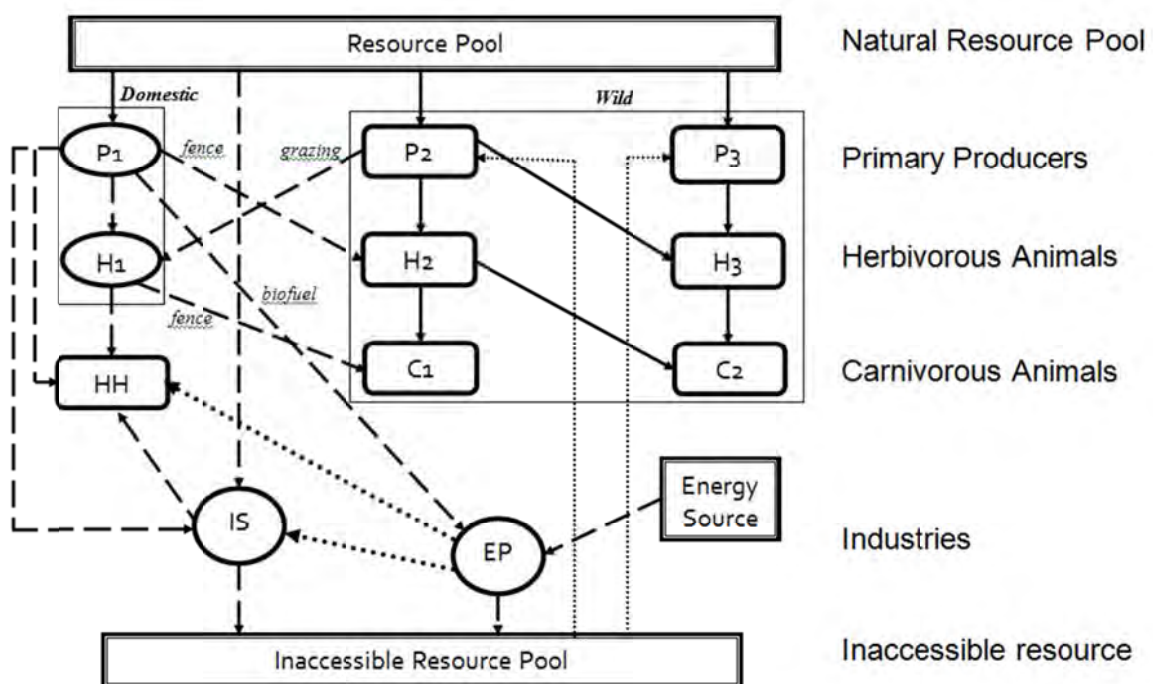 Resource Pool
Natural Resource Pool
Domestic
Wild
P1
fence
grazing
P2
P3
Primary Producers
H1
H2
H3
Herbivorous Animals
biofuel
fence
HH
C1
C2
Carnivorous Animals
IS
EP
Energy
Source
Industries
Inaccessible Resource Pool
Inaccessible resource